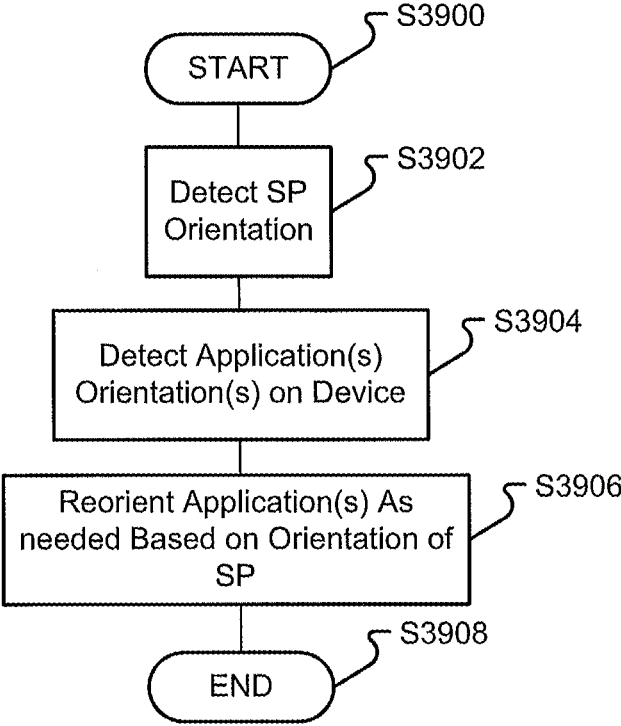 S3900
START
S3902
Detect SP
Orientation
S3904
Detect Application(s)
Orientation(s) on Device
S3906
Reorient Application(s) As
needed Based on Orientation of
SP
S3908
END